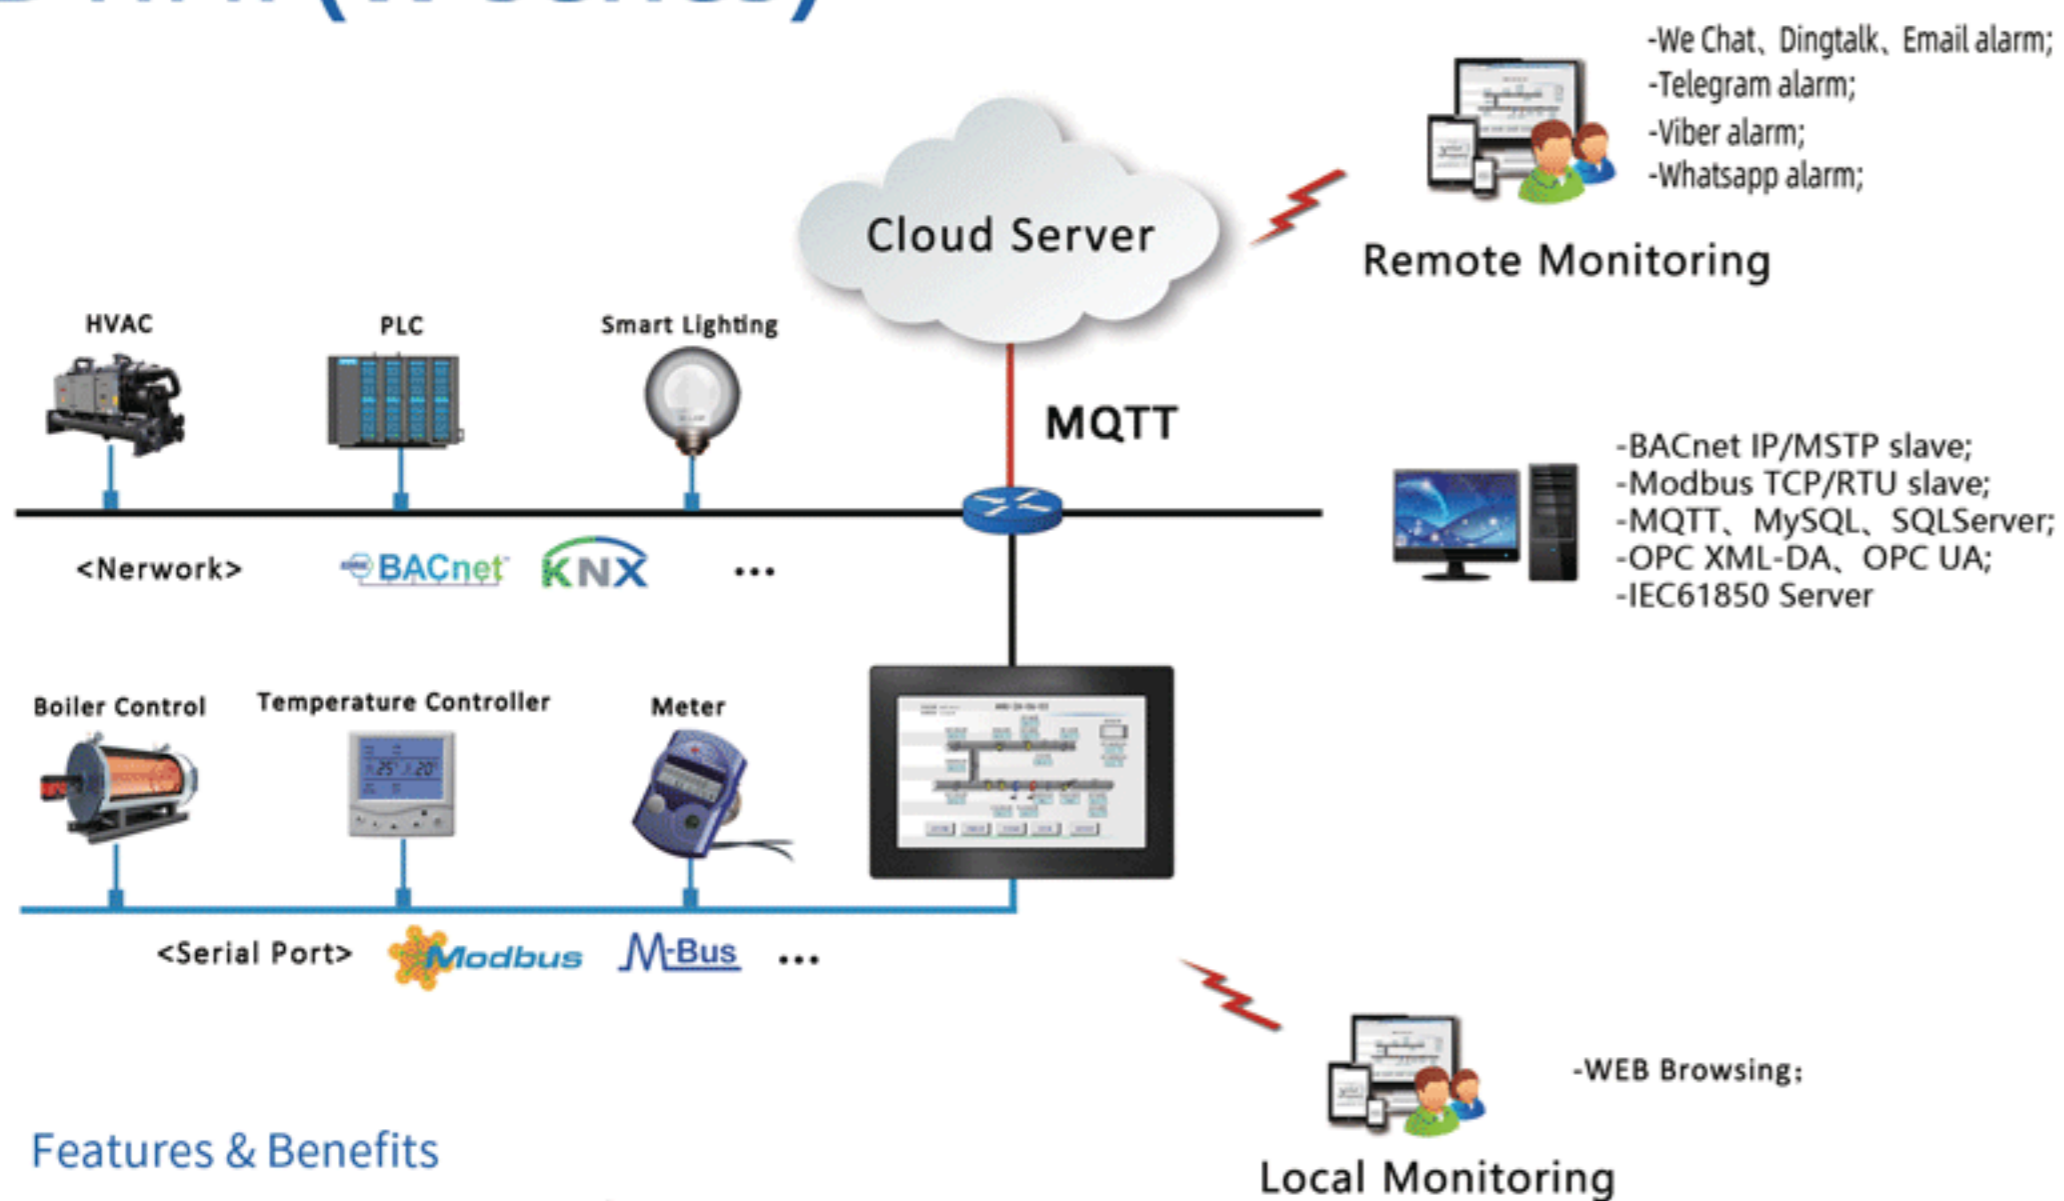 -We Chat、Dingtalk、Email alarm;
-Telegram alarm;
-Viber alarm;
-Whatsapp alarm;
Cloud Server
Remote Monitoring
HVAC
PLC
Smart Lighting
MQTT
-BACnet IP/MSTP slave;
-Modbus TCP/RTU slave;
-MQTT、MySQL、SQLServer;
-OPC XML-DA、OPC UA;
-IEC61850 Server
<Nerwork>
BACnet
KNX
...
Boiler Control
Temperature Controller
Meter
25°
20°
<Serial Port>
Modbus
M-Bus
...
-WEB Browsing;
Local Monitoring
Features & Benefits